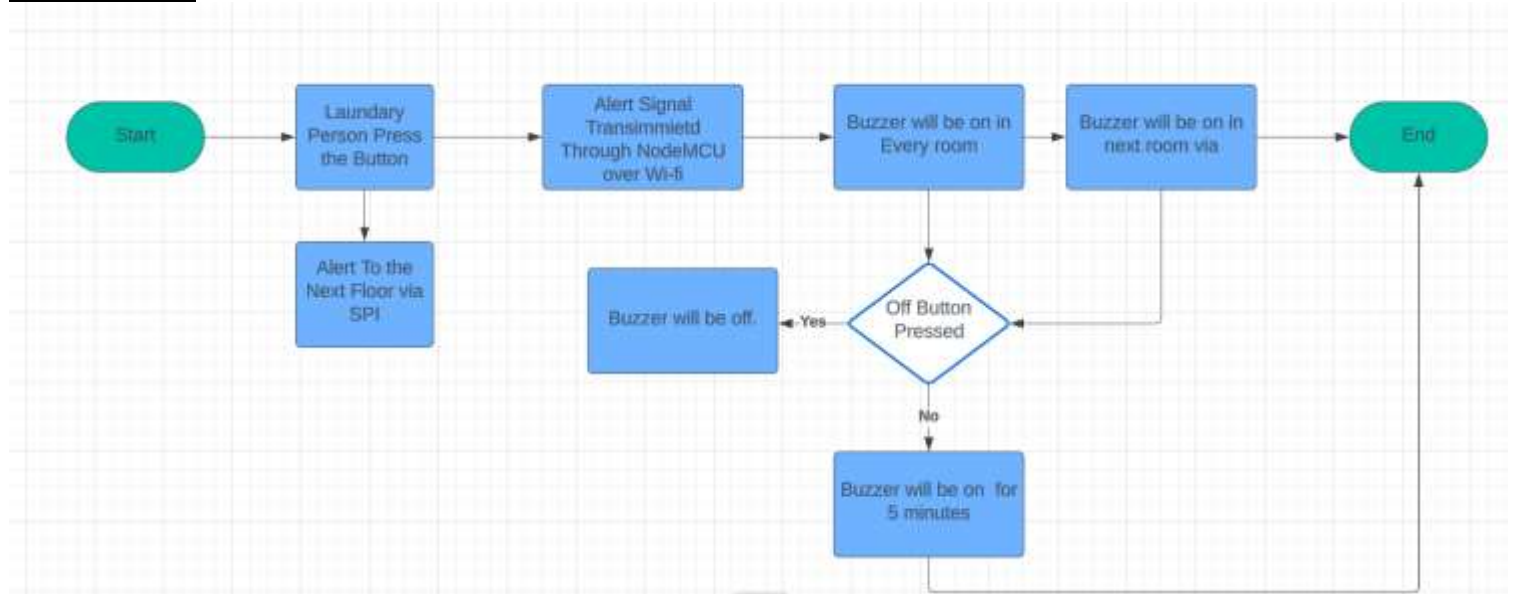 Start
Laundary
Person Press
the Button
Alert Signal
Transimmietd
Through NodeMCU
over Wi-fi
Buzzer will be on in
Every room
Buzzer will be on in
next room via
End
Alert To the
Next Floor via
SPI
Buzzer will be off.
Yes
Off Button
Pressed
No
Buzzer will be on for
5 minutes